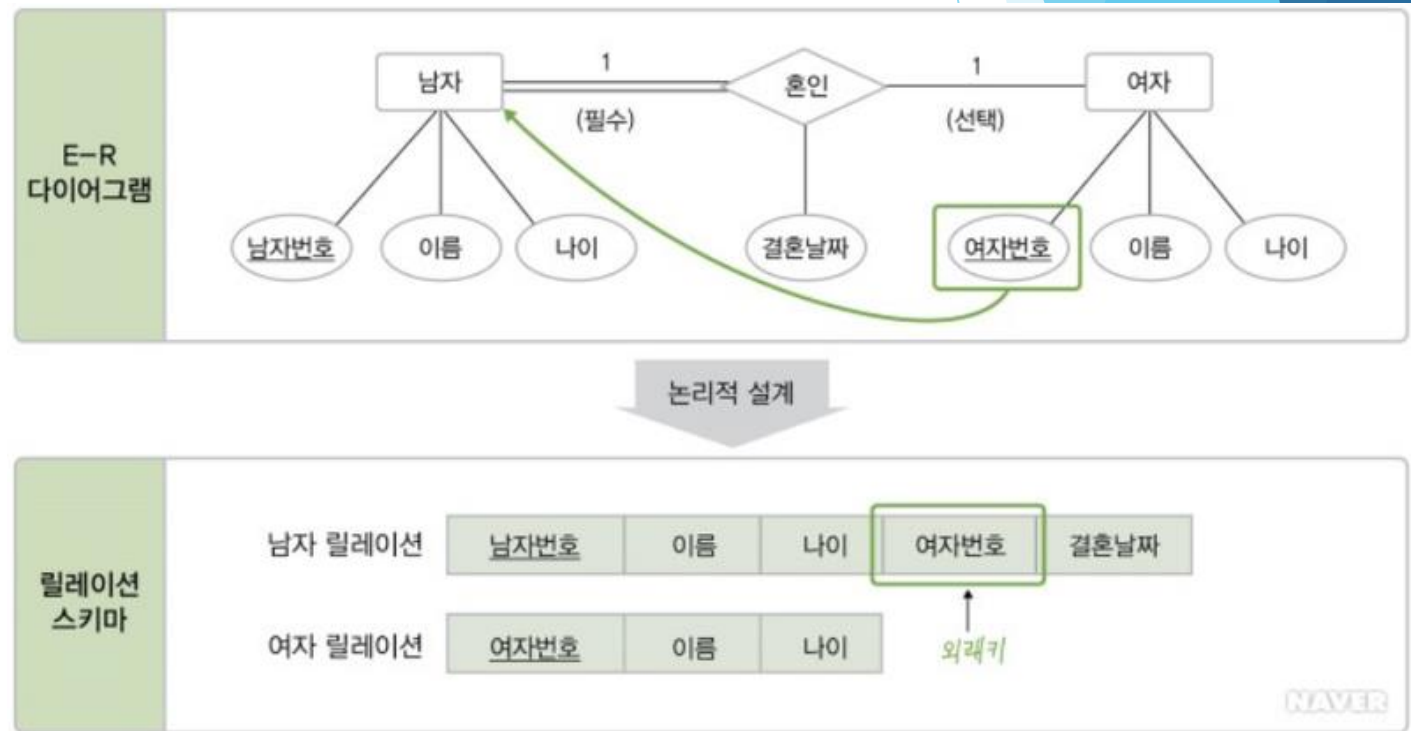 E-R
다이어그램
남자
1
(필수)
혼인
1
(선택)
여자
남자번호
이름
나이
결혼날짜
여자번호
이름
나이
논리적 설계
릴레이션
스키마
남자 릴레이션
남자번호
이름
나이
여자번호
결혼날짜
여자 릴레이션
여자번호
이름
나이
외래키
NAVER